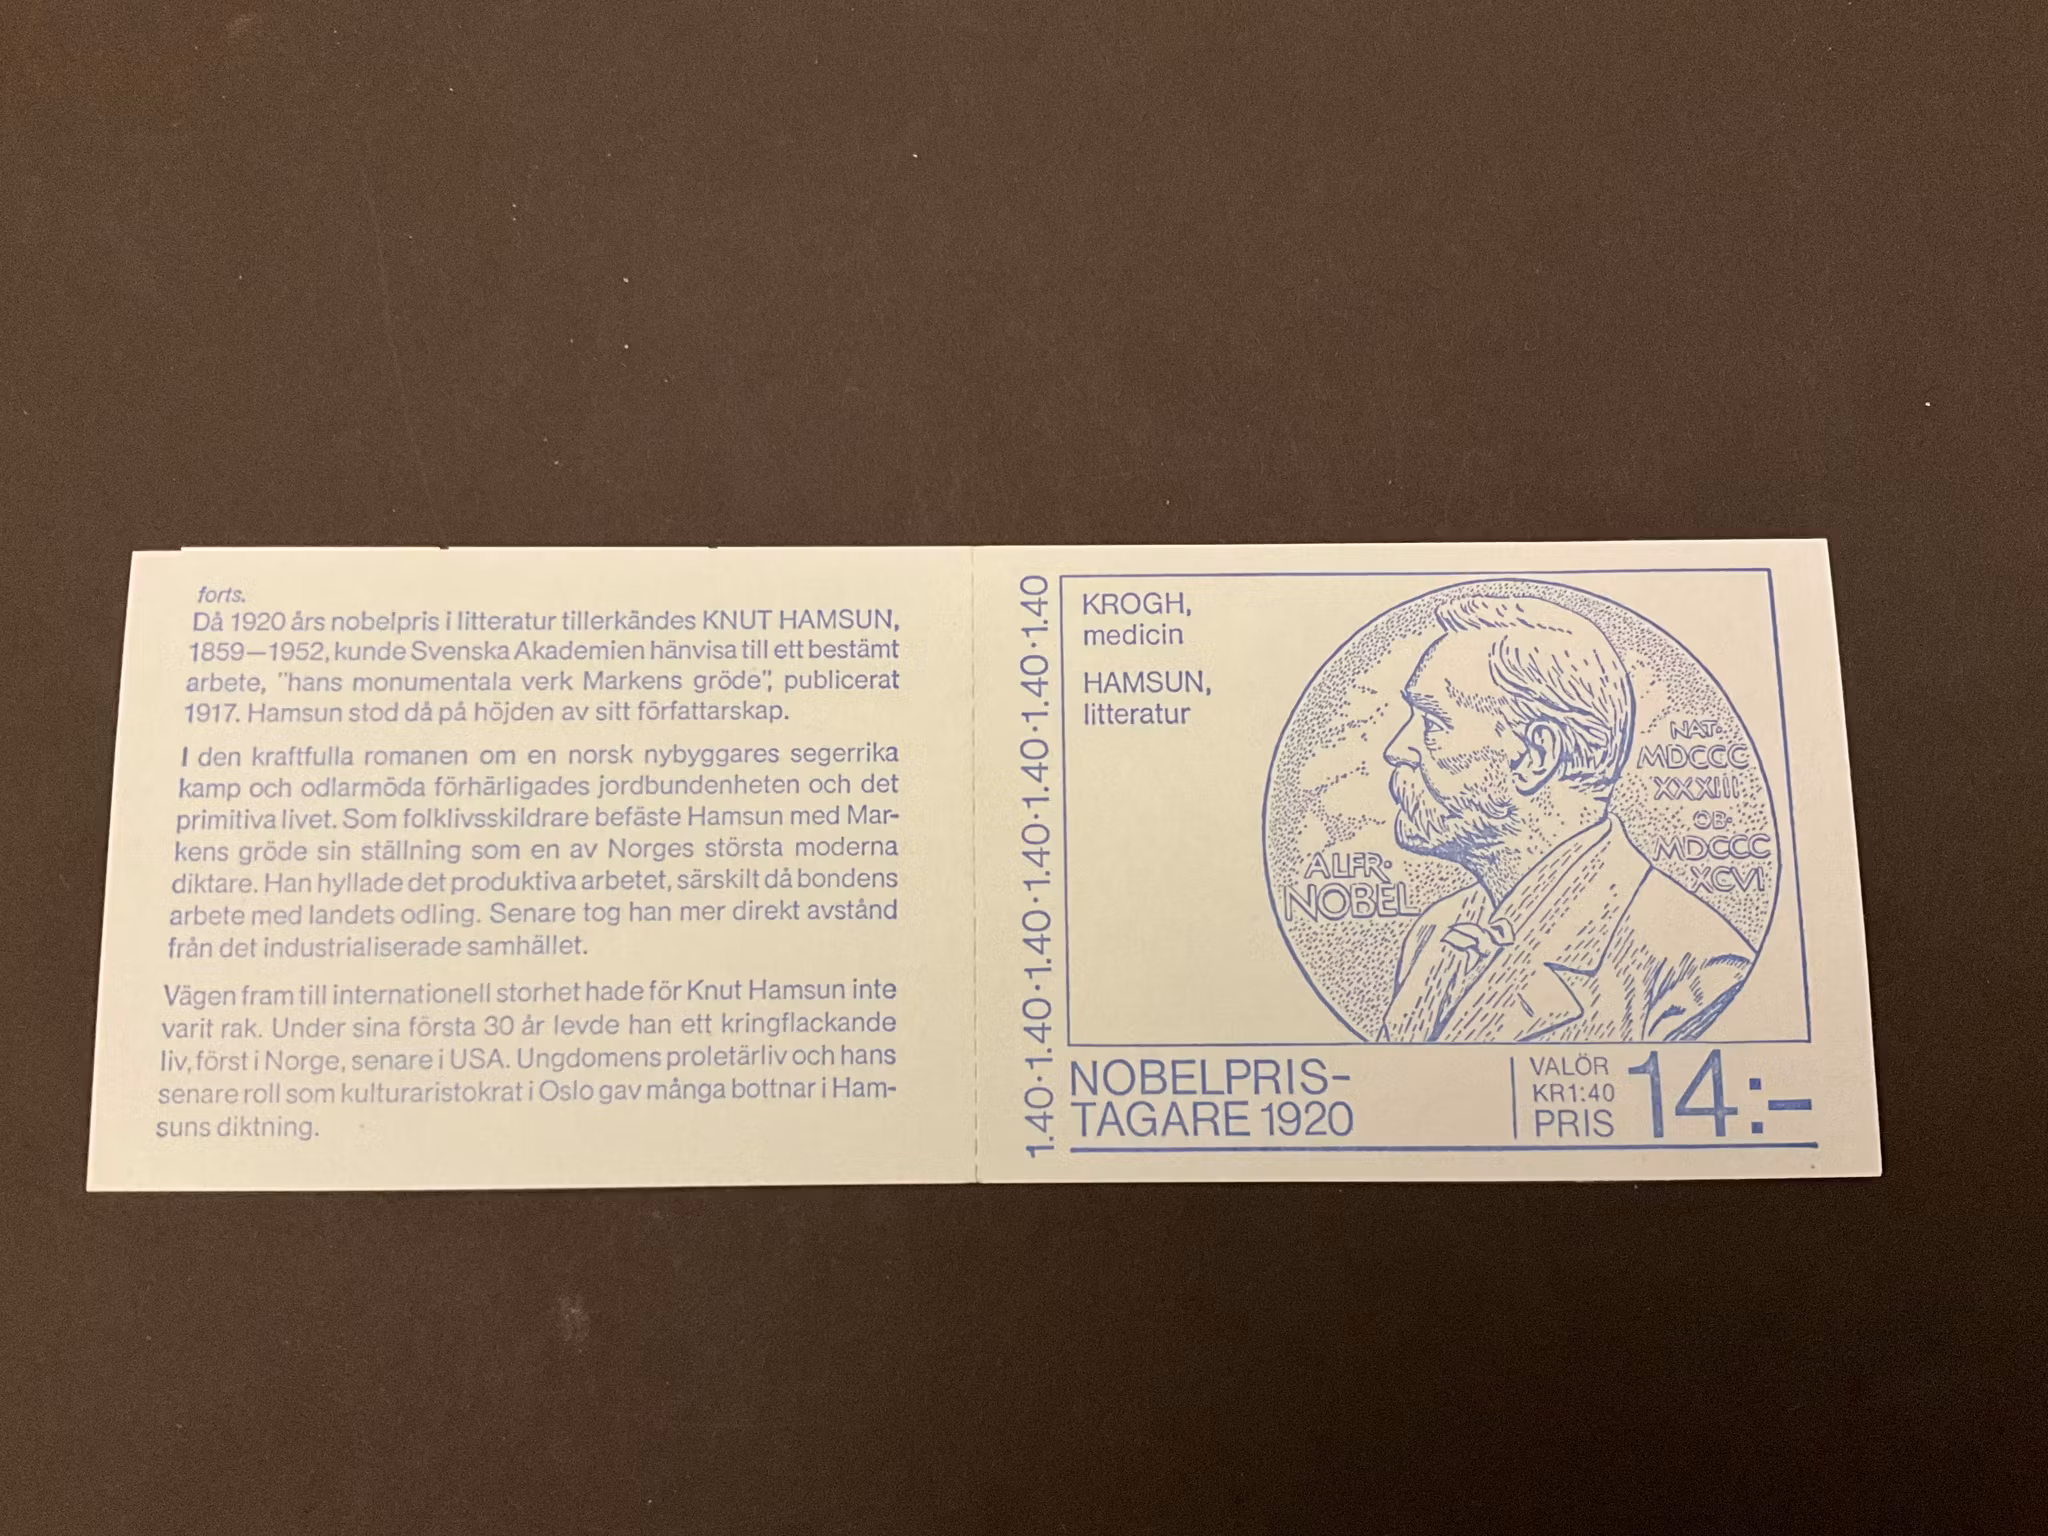 forts.
Då 1920 års nobelpris i litteratur tillerkändes KNUT HAMSUN,
1859—1952, kunde Svenska Akademien hänvisa till ett bestämt
arbete, "hans monumentala verk Markens gröde", publicerat
1917. Hamsun stod då på höjden av sitt författarskap.
I den kraftfulla romanen om en norsk nybyggares segerrika
kamp och odlarmöda förhärligades jordbundenheten och det
primitiva livet. Som folklivsskildrare befäste Hamsun med Mar-
kens gröde sin ställning som en av Norges största moderna
diktare. Han hyllade det produktiva arbetet, särskilt då bondens
arbete med landets odling. Senare tog han mer direkt avstånd
från det industrialiserade samhället.
Vägen fram till internationell storhet hade för Knut Hamsun inte
varit rak. Under sina första 30 år levde han ett kringflackande
liv, först i Norge, senare i USA. Ungdomens proletärliv och hans
senare roll som kulturaristokrat i Oslo gav många bottnar i Ham-
suns diktning.
1.40·1.40·1.40·1.40·1.40·1.40·1.40
KROGH,
medicin
HAMSUN,
litteratur
ALFR·
NOBEL
NAT·
MDCCC
XXXIII
OB·
MDCCC
XCVI
NOBELPRIS-
TAGARE 1920
VALÖR
KR1:40
PRIS
14:-